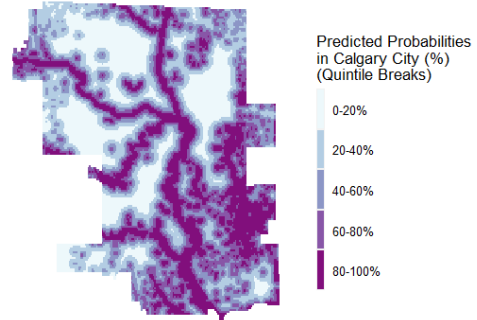 Predicted Probabilities
in Calgary City (%)
(Quintile Breaks)
0-20%
20-40%
40-60%
60-80%
80-100%